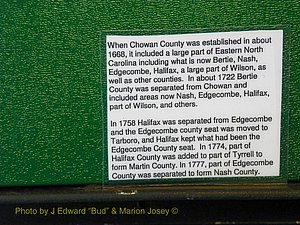 When Chowan County was established in about
1668, it included a large part of Eastern North
Carolina including what is now Bertie, Nash,
Edgecombe, Halifax, a large part of Wilson, as
well as other counties. In about 1722 Bertie
County was separated from Chowan and
included areas now Nash, Edgecombe, Halifax,
part of Wilson, and others.
In 1758 Halifax was separated from Edgecombe
and the Edgecombe county seat was moved to
Tarboro, and Halifax kept what had been the
Edgecombe County Seat. In 1774, part of
Halifax County was added to part of Tyrrell to
form Martin County. In 1777, part of Edgecombe
County was separated to form Nash County.
Photo by J Edward "Bud" & Marion Josey ©